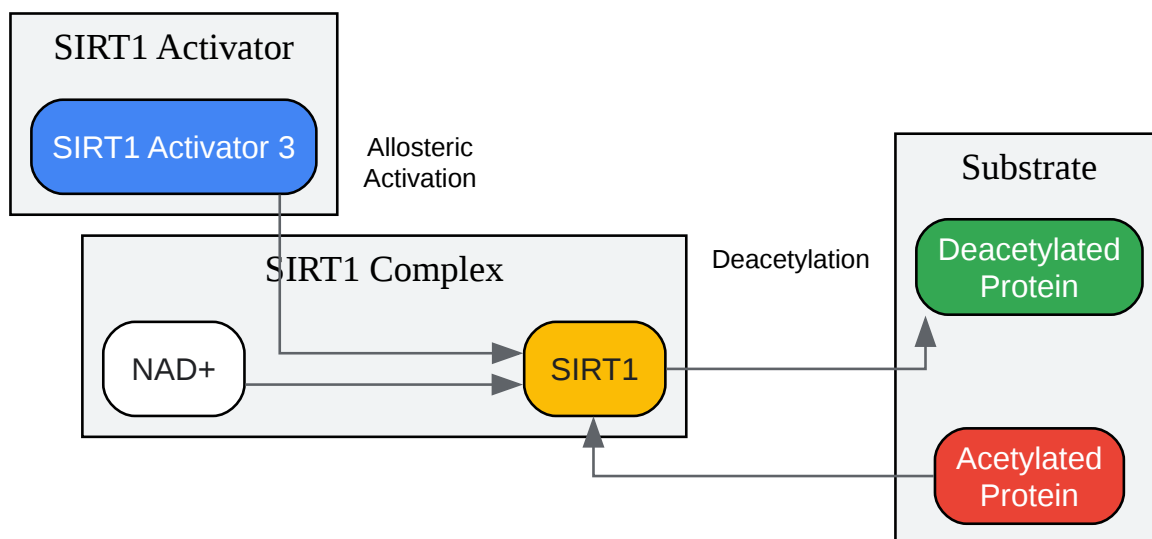 SIRT1 Activator
SIRT1 Activator 3
Allosteric
Activation
Substrate
SIRT1 Complex
Deacetylation
Deacetylated
Protein
NAD+
SIRT1
Acetylated
Protein